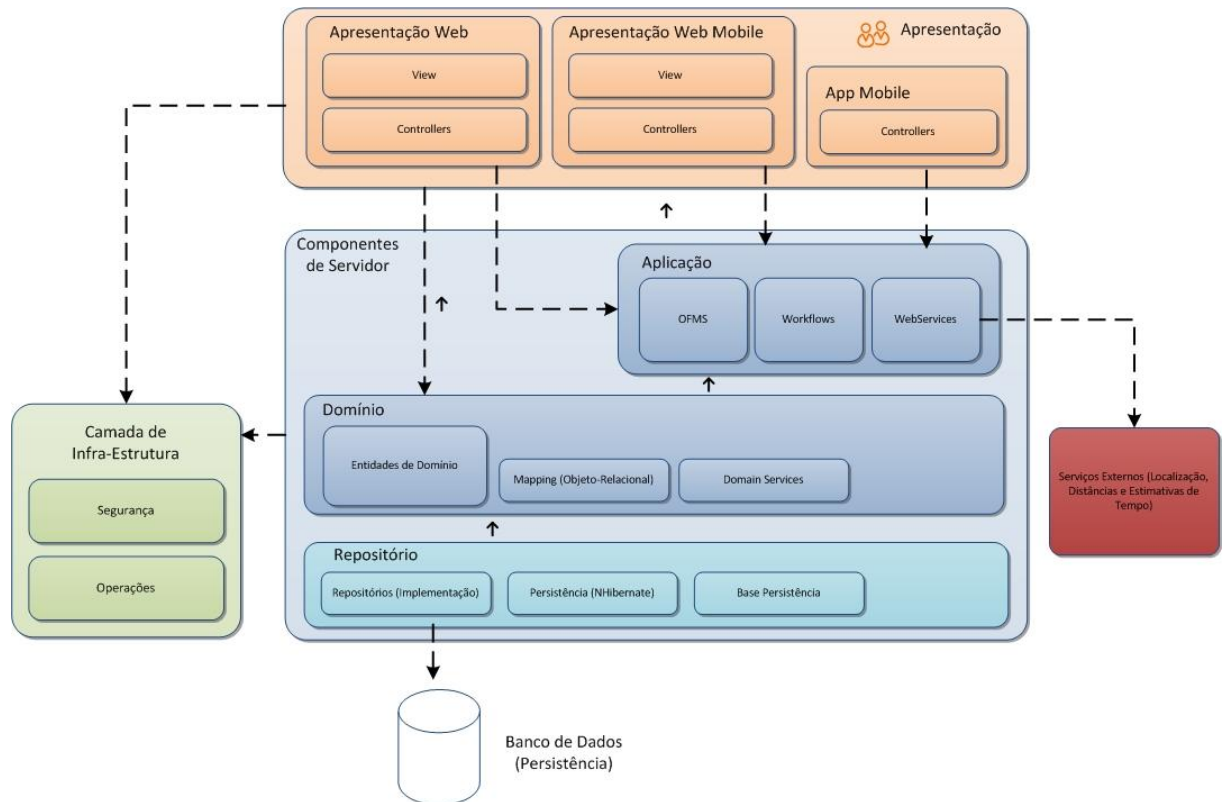 Apresentação Web
Apresentação Web Mobile
Apresentação
View
View
App Mobile
Controllers
Controllers
Controllers
Componentes
de Servidor
Aplicação
OFMS
Workflows
WebServices
Domínio
Entidades de Domínio
Mapping (Objeto-Relacional)
Domain Services
Camada de
Infra-Estrutura
Segurança
Operações
Serviços Externos (Localização,
Distâncias e Estimativas de
Tempo)
Repositório
Repositórios (Implementação)
Persistência (NHibernate)
Base Persistência
Banco de Dados
(Persistência)